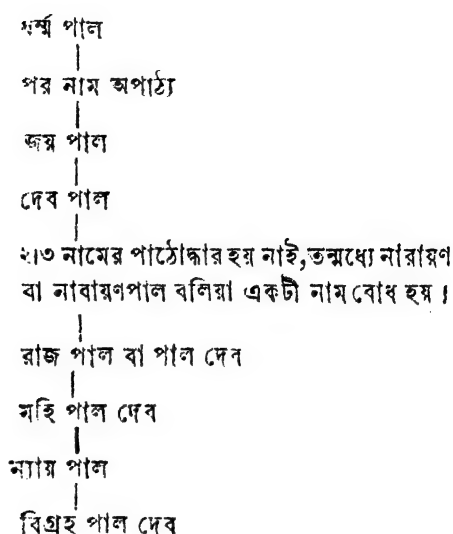 ধর্ম্ম পাল
পর নাম অপাঠ্য
জয় পাল
দেব পাল
২।৩ নামের পাঠোদ্ধার হয় নাই, তন্মধ্যে নারায়ণ
বা নাবায়ণপাল বলিয়া একটী নাম বোধ হয়।
রাজ পাল বা পাল দেব
মহি পাল দেব
ন্যায় পাল
বিগ্রহ পাল দেব